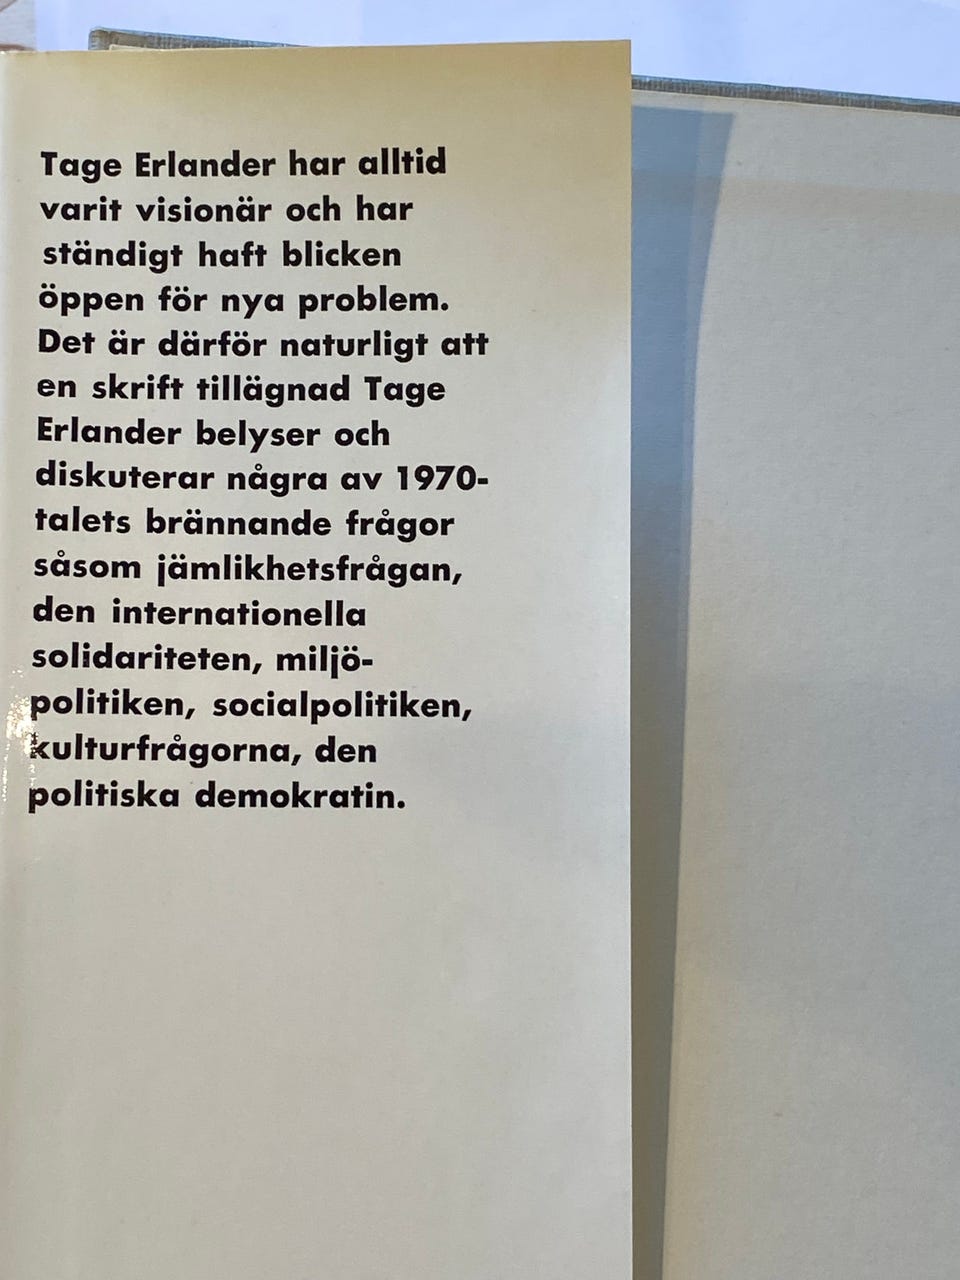 Tage Erlander har alltid
varit visionär och har
ständigt haft blicken
öppen för nya problem.
Det är därför naturligt att
en skrift tillägnad Tage
Erlander belyser och
diskuterar några av 1970-
talets brännande frågor
såsom jämlikhetsfrågan,
den internationella
solidariteten, miljö-
politiken, socialpolitiken,
kulturfrågorna, den
politiska demokratin.